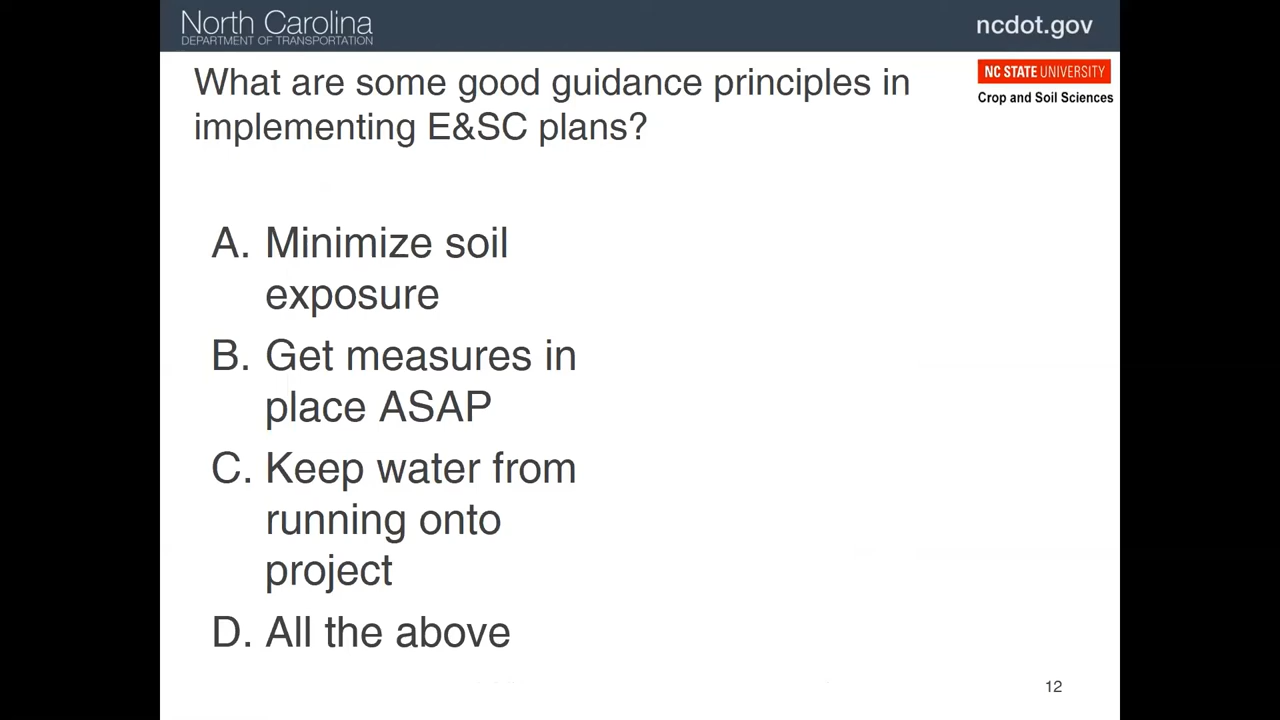 North Carolina
DEPARTMENT OF TRANSPORTATION
ncdot.gov
What are some good guidance principles in
implementing E&SC plans?
NC STATE UNIVERSITY
Crop and Soil Sciences
A. Minimize soil
exposure
B. Get measures in
place ASAP
C. Keep water from
running onto
project
D. All the above
12